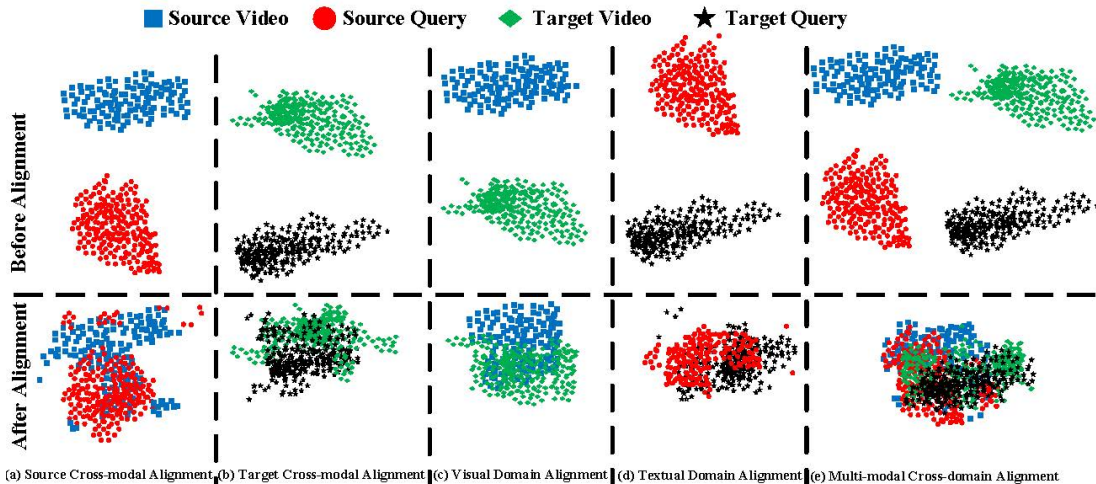 Source Video Source Query Target Video Target Query
Before Alignment
After Alignment
(a) Source Cross-modal Alignment (b) Target Cross-modal Alignment (c) Visual Domain Alignment (d) Textual Domain Alignment (e) Multi-modal Cross-domain Alignment